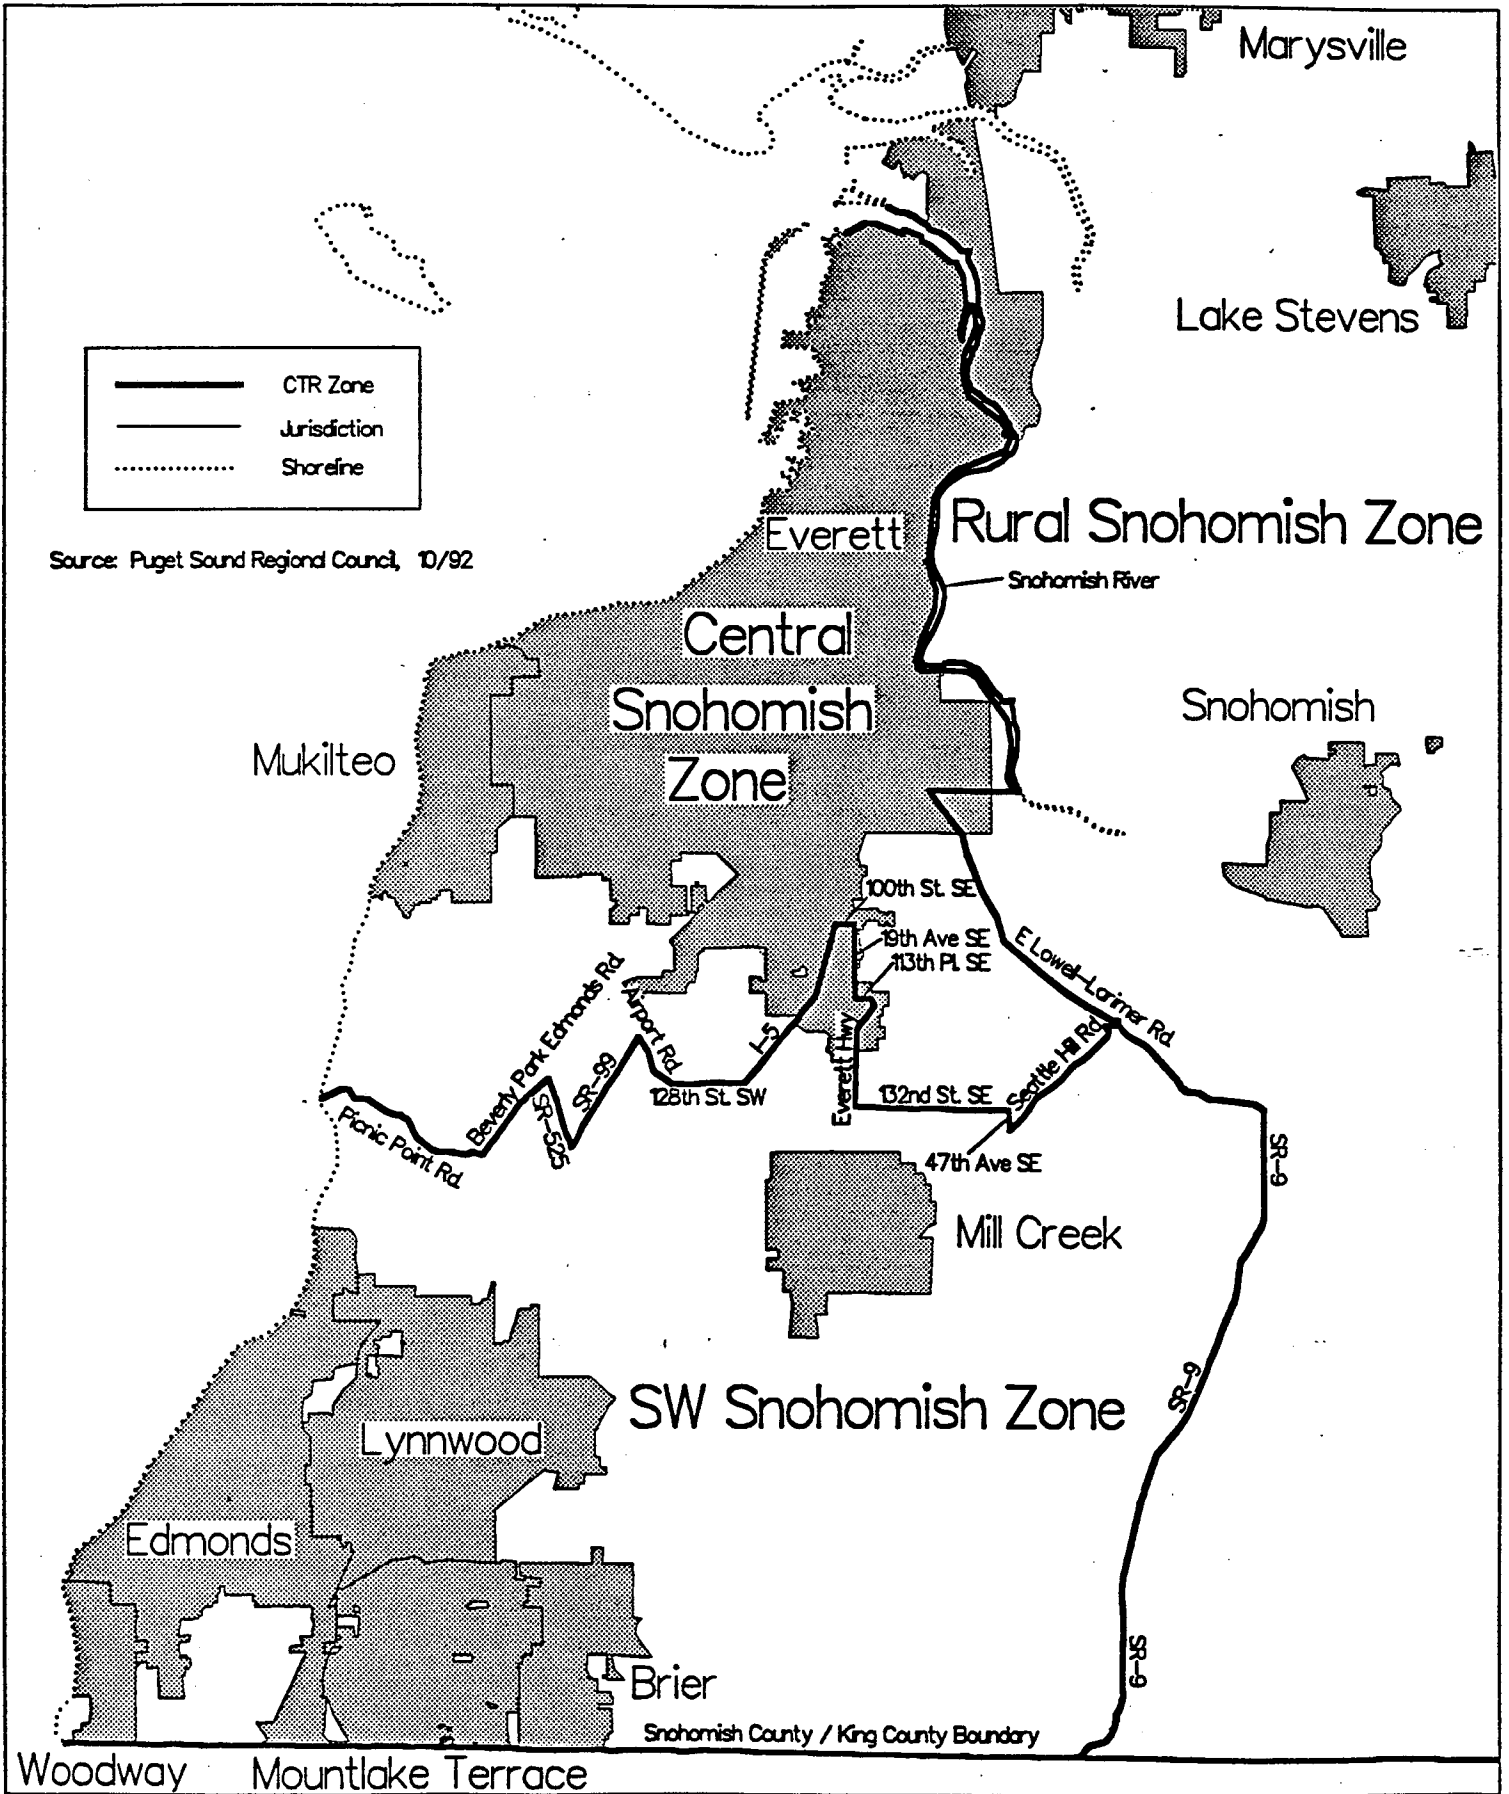 Marysville
Lake Stevens
CTR Zone
Jurisdiction
Shoreline
Source: Puget Sound Regional Council, 10/92
Everett
Rural Snohomish Zone
Snohomish River
Central
Snohomish
Zone
Snohomish
Mukilteo
100th St. SE
19th Ave SE
113th Pl. SE
E Lowell-Larimer Rd.
Beverly Park Edmonds Rd.
Airport Rd
I-5
Everett Hwy
Seattle Hill Rd.
SR-99
128th St. SW
132nd St. SE
Picnic Point Rd.
SR-525
47th Ave SE
SR-9
Mill Creek
SR-9
SW Snohomish Zone
Lynnwood
Edmonds
SR-9
Brier
Snohomish County / King County Boundary
Woodway
Mountlake Terrace